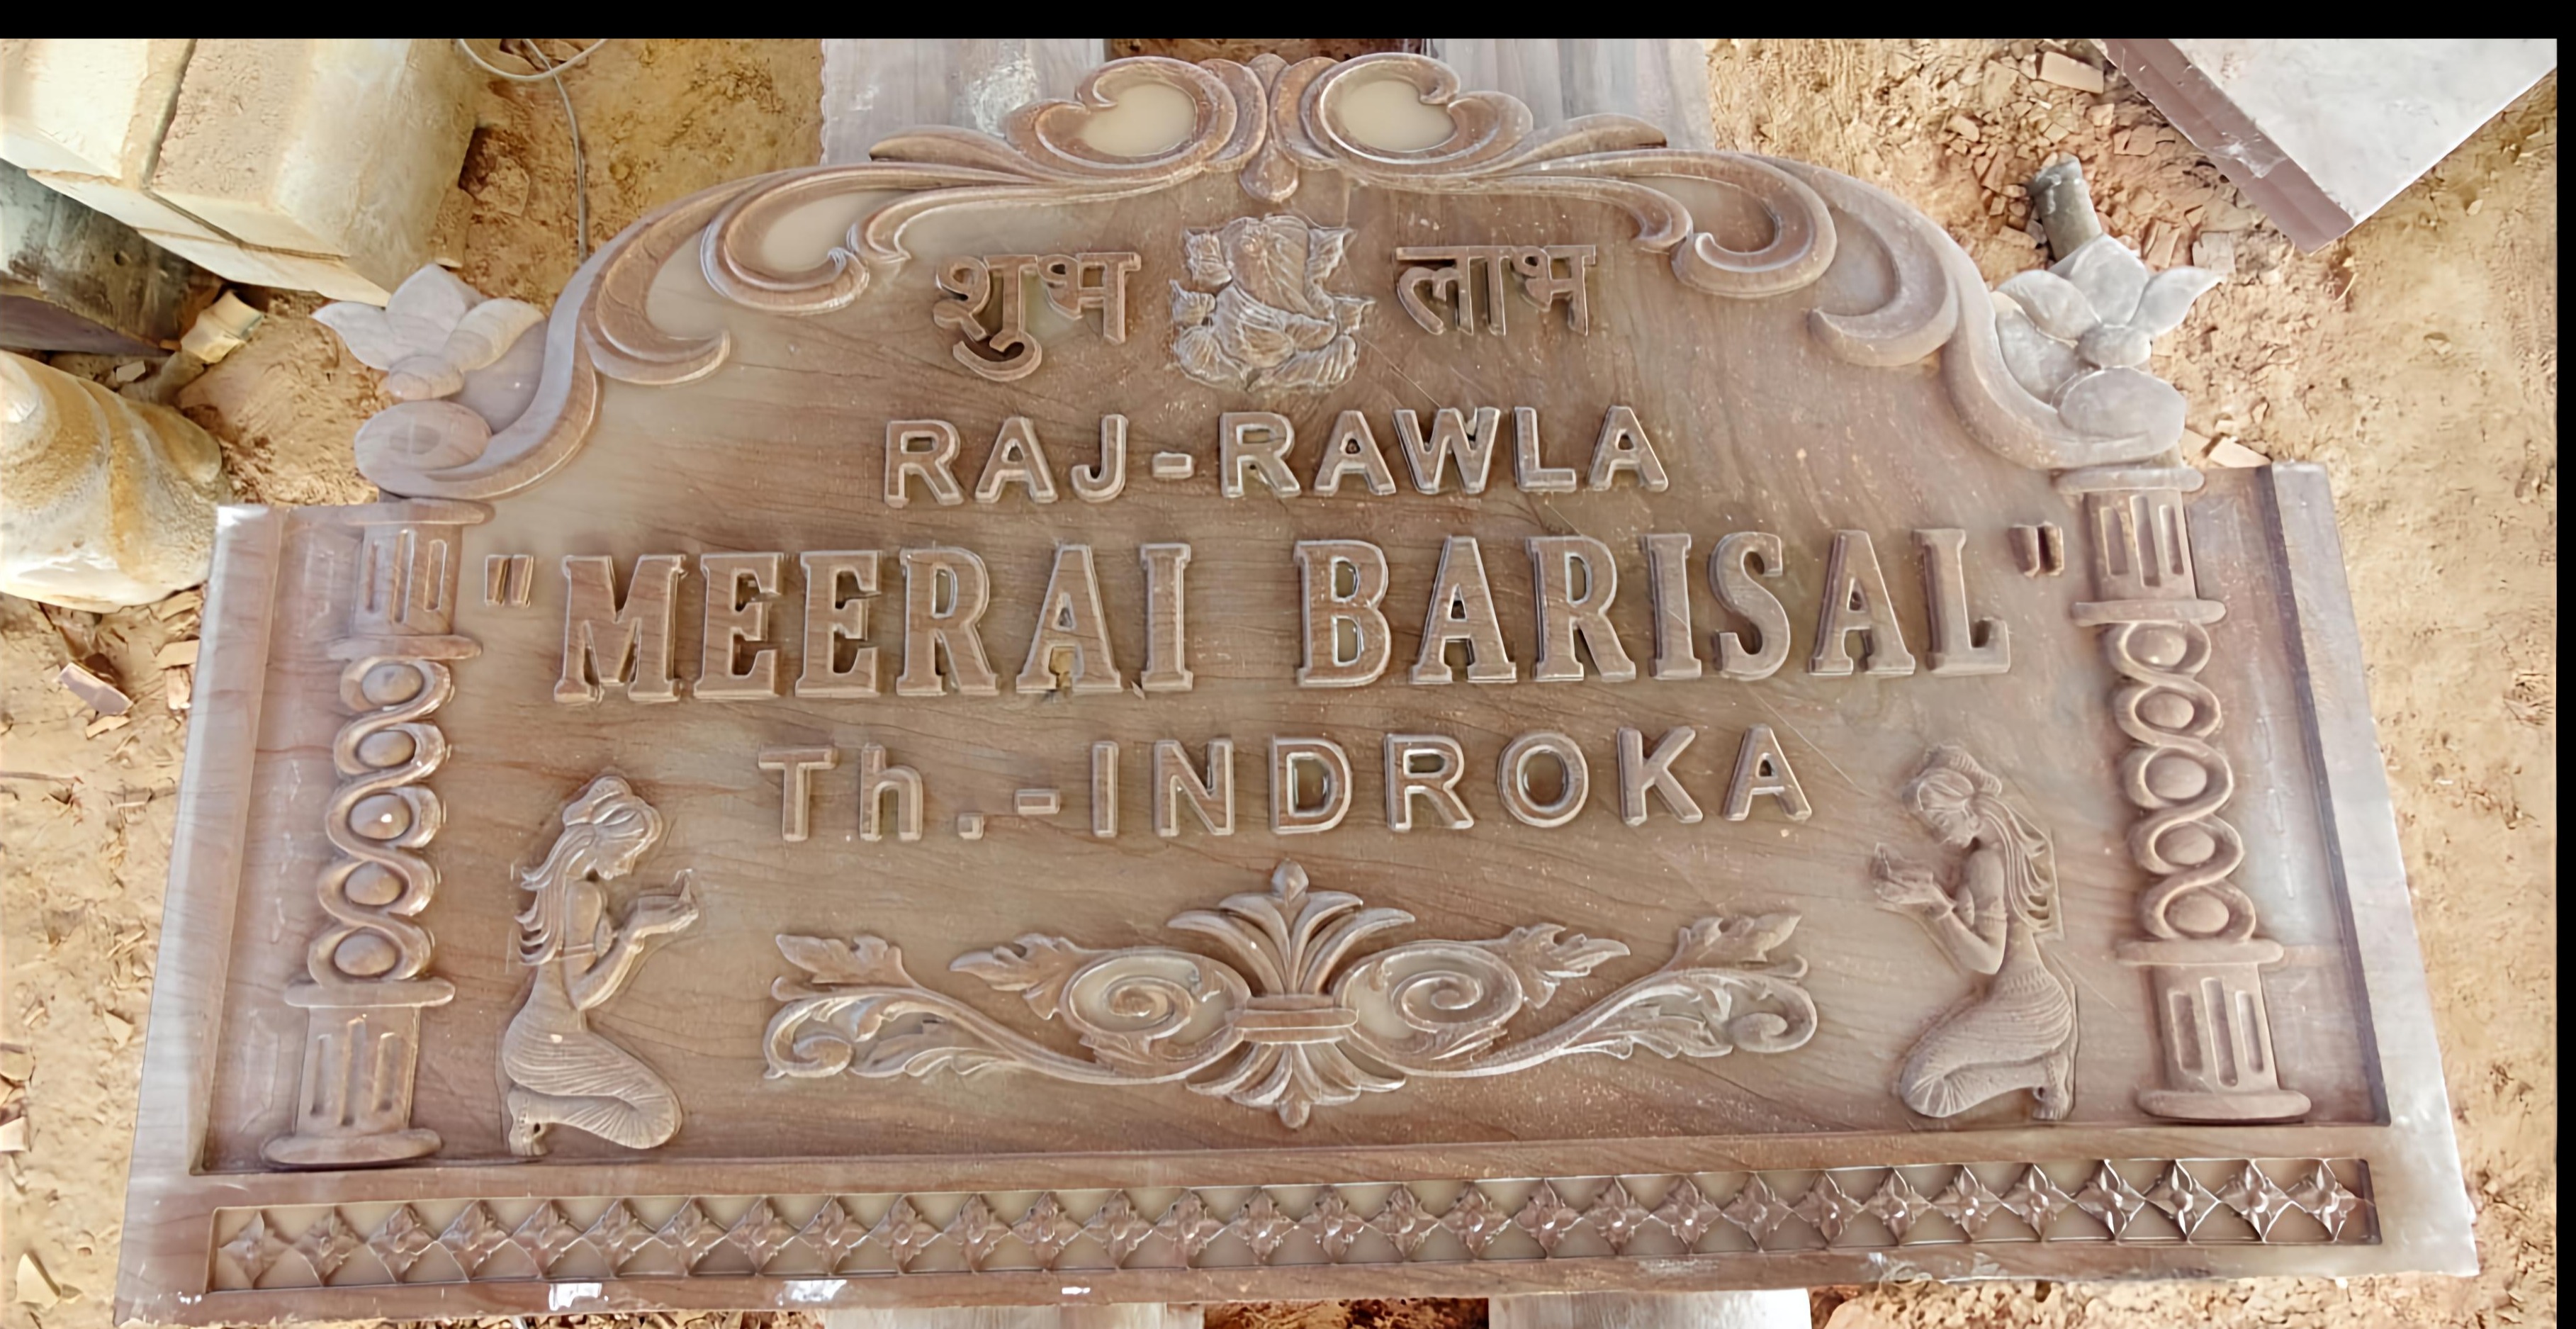 शुभ लाभ
RAJ-RAWLA
"MEERAI BARISAL"
Th.-INDROKA